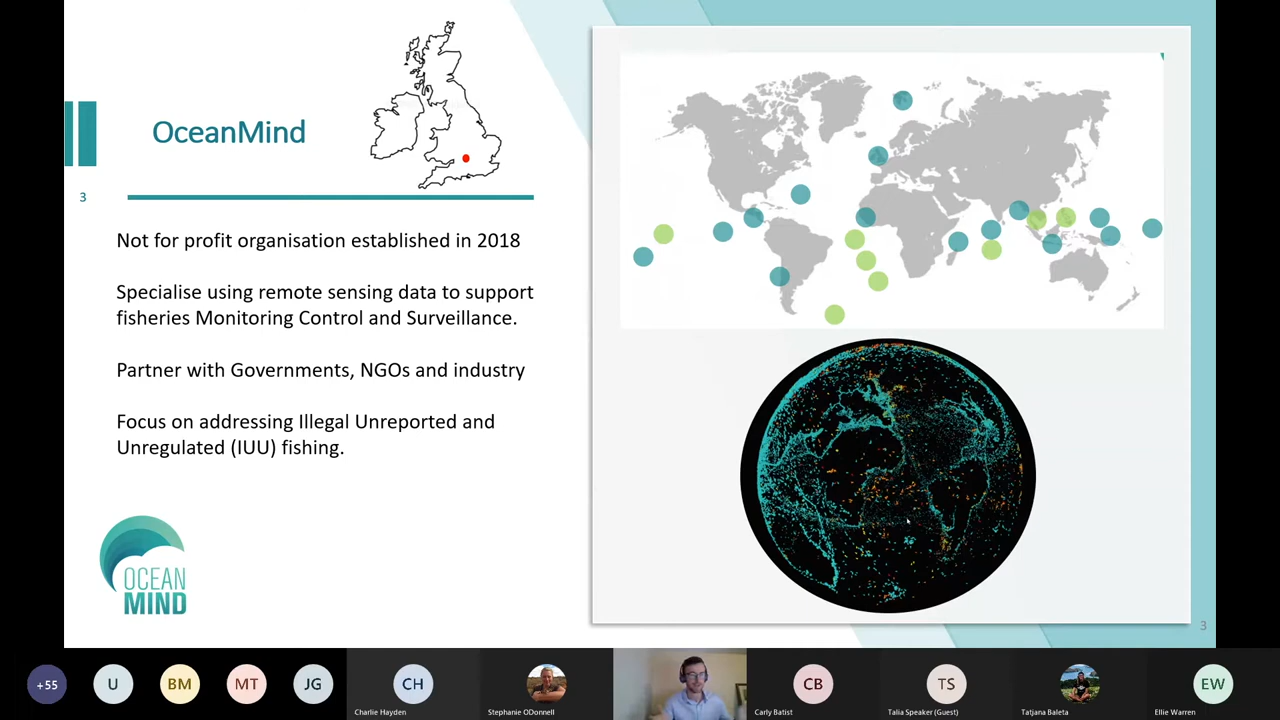 OceanMind
3
Not for profit organisation established in 2018
Specialise using remote sensing data to support
fisheries Monitoring Control and Surveillance.
Partner with Governments, NGOs and industry
Focus on addressing Illegal Unreported and
Unregulated (IUU) fishing.
OCEAN
MIND
3
+55
U
BM
MT
JG
CH
Charlie Hayden
Stephanie ODonnell
CB
Carly Batist
TS
Talia Speaker (Guest)
Tatjana Baleta
EW
Ellie Warren